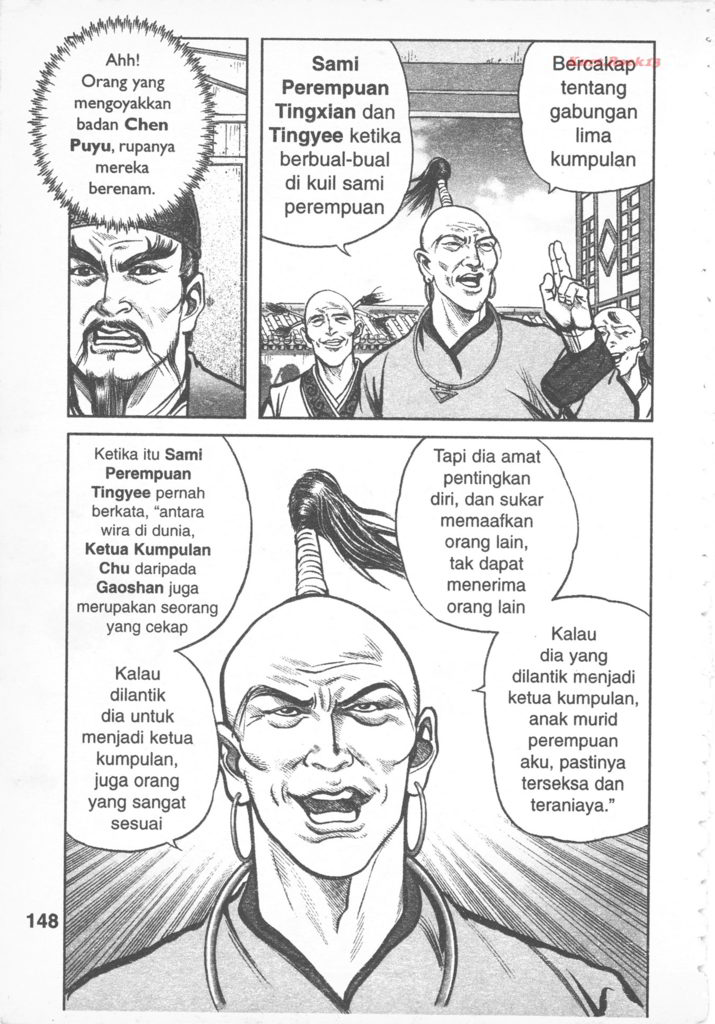 Ahh!
Orang yang
mengoyakkan
badan Chen
Puyu, rupanya
mereka
berenam.
Sami
Perempuan
Tingxian dan
Tingyee ketika
berbual-bual
di kuil sami
perempuan
Bercakap
tentang
gabungan
lima
kumpulan
Ketika itu Sami
Perempuan
Tingyee pernah
berkata, “antara
wira di dunia,
Ketua Kumpulan
Chu daripada
Gaoshan juga
merupakan seorang
yang cekap
Kalau
dilantik
dia untuk
menjadi ketua
kumpulan,
juga orang
yang sangat
sesuai
Tapi dia amat
pentingkan
diri, dan sukar
memaafkan
orang lain,
tak dapat
menerima
orang lain
Kalau
dia yang
dilantik menjadi
ketua kumpulan,
anak murid
perempuan
aku, pastinya
terseksa dan
teraniaya.”
148